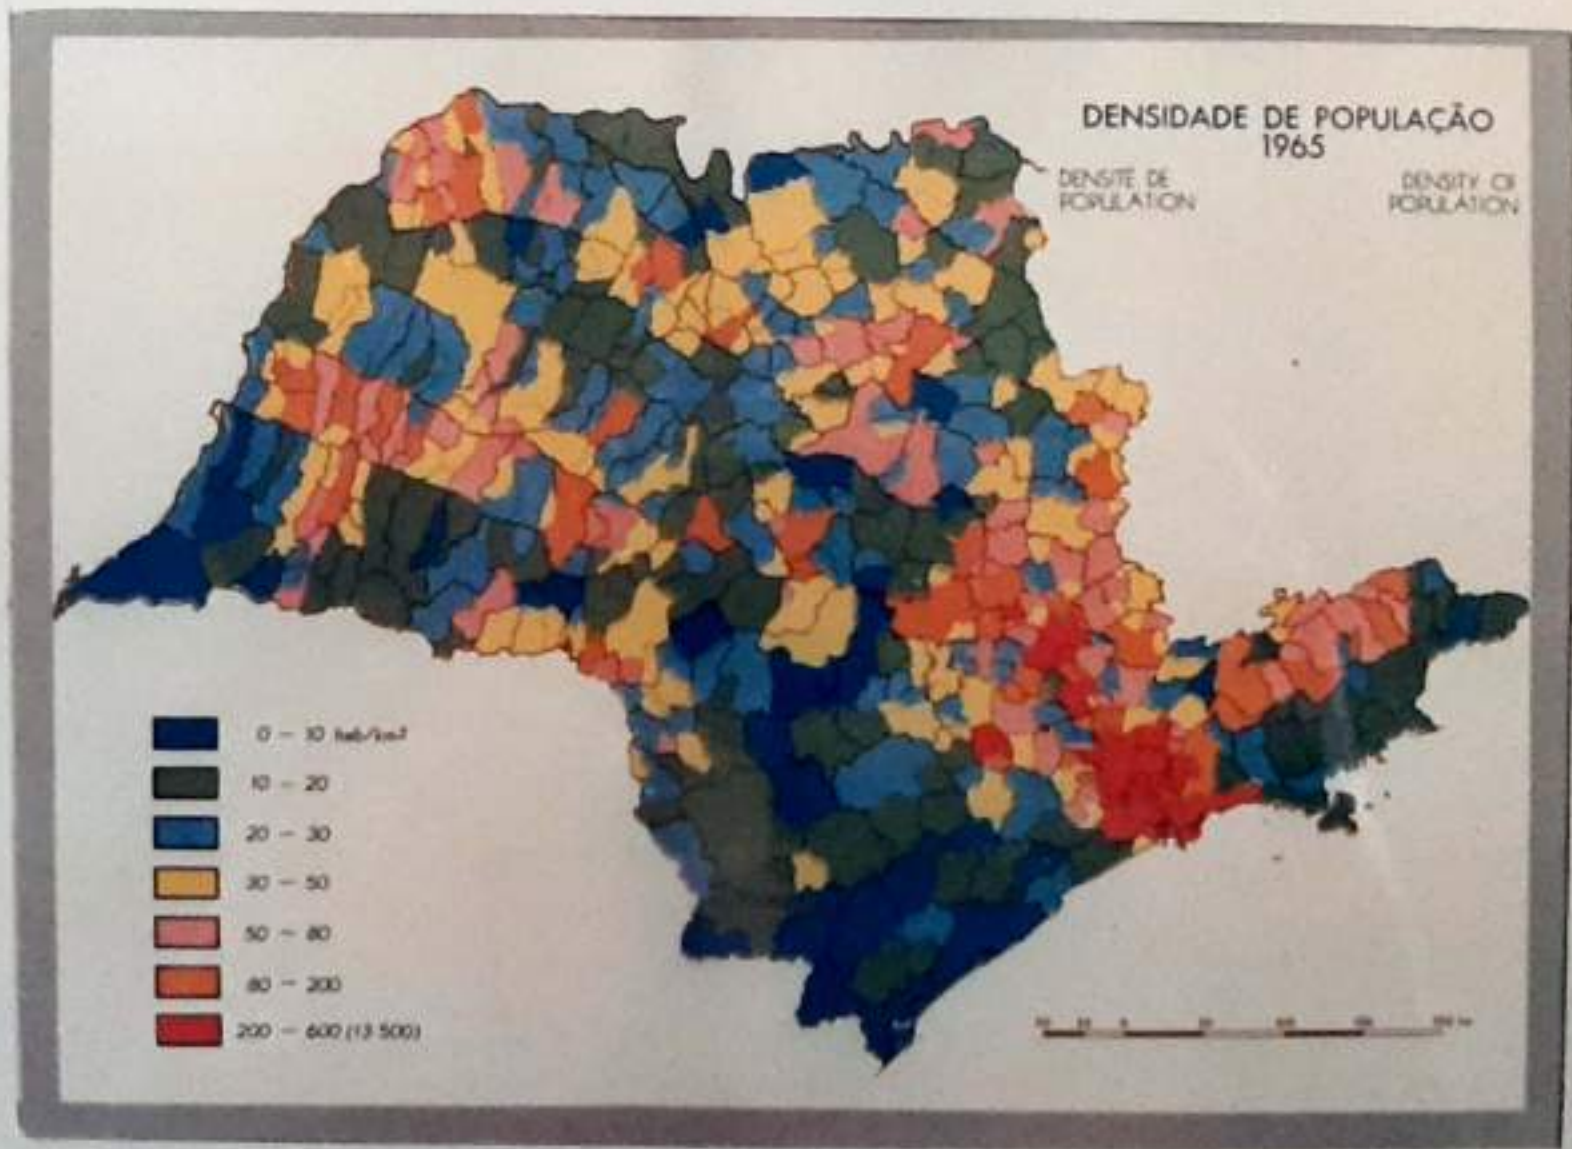 DENSIDADE DE POPULAÇÃO
1965
DENSITÉ DE
POPULATION
DENSITY OF
POPULATION
0 — 10 hab/km²
10 — 20
20 — 30
30 — 50
50 — 80
80 — 200
200 — 600 (13 500)